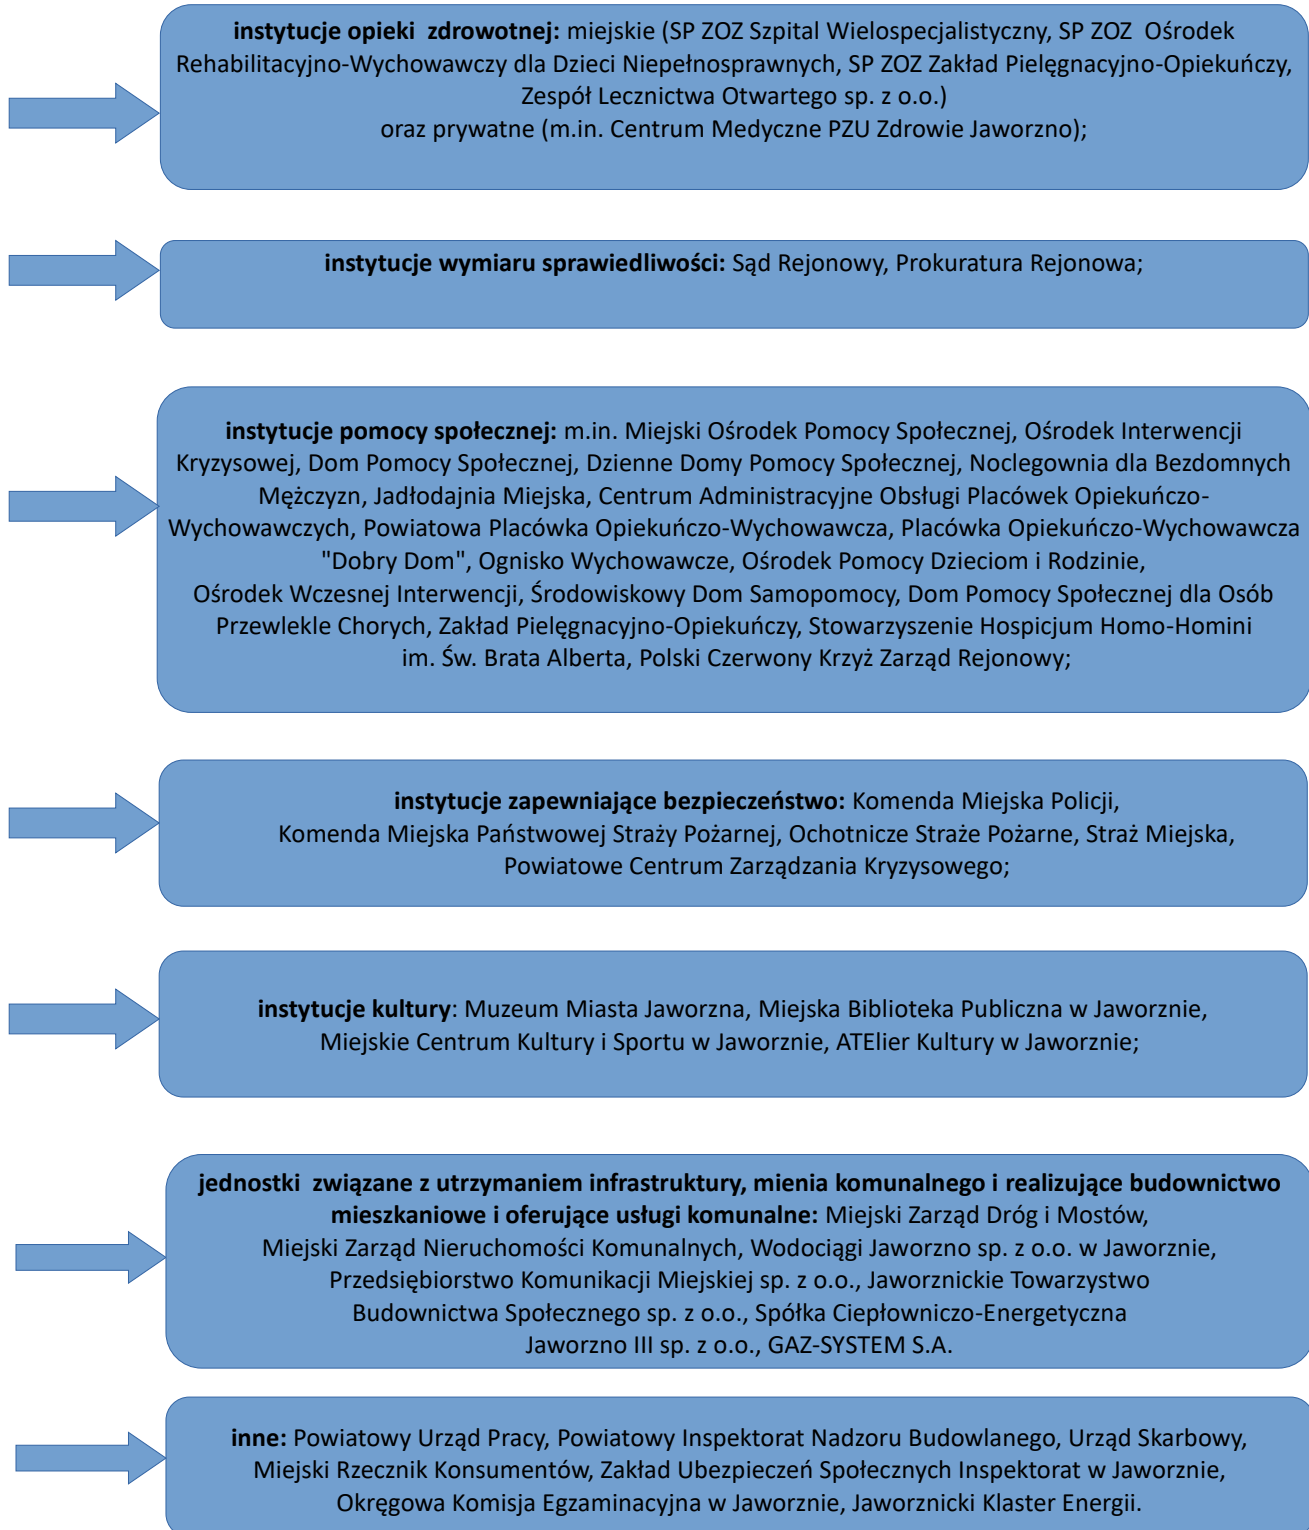 instytucje opieki  zdrowotnej: miejskie (SP ZOZ Szpital Wielospecjalistyczny, SP ZOZ  Ośrodek
Rehabilitacyjno-Wychowawczy dla Dzieci Niepełnosprawnych, SP ZOZ Zakład Pielęgnacyjno-Opiekuńczy,
Zespół Lecznictwa Otwartego sp. z o.o.)
oraz prywatne (m.in. Centrum Medyczne PZU Zdrowie Jaworzno);
instytucje wymiaru sprawiedliwości: Sąd Rejonowy, Prokuratura Rejonowa;
instytucje pomocy społecznej: m.in. Miejski Ośrodek Pomocy Społecznej, Ośrodek Interwencji
Kryzysowej, Dom Pomocy Społecznej, Dzienne Domy Pomocy Społecznej, Noclegownia dla Bezdomnych
Mężczyzn, Jadłodajnia Miejska, Centrum Administracyjne Obsługi Placówek Opiekuńczo-
Wychowawczych, Powiatowa Placówka Opiekuńczo-Wychowawcza, Placówka Opiekuńczo-Wychowawcza
"Dobry Dom", Ognisko Wychowawcze, Ośrodek Pomocy Dzieciom i Rodzinie,
Ośrodek Wczesnej Interwencji, Środowiskowy Dom Samopomocy, Dom Pomocy Społecznej dla Osób
Przewlekle Chorych, Zakład Pielęgnacyjno-Opiekuńczy, Stowarzyszenie Hospicjum Homo-Homini
im. Św. Brata Alberta, Polski Czerwony Krzyż Zarząd Rejonowy;
instytucje zapewniające bezpieczeństwo: Komenda Miejska Policji,
Komenda Miejska Państwowej Straży Pożarnej, Ochotnicze Straże Pożarne, Straż Miejska,
Powiatowe Centrum Zarządzania Kryzysowego;
instytucje kultury: Muzeum Miasta Jaworzna, Miejska Biblioteka Publiczna w Jaworznie,
Miejskie Centrum Kultury i Sportu w Jaworznie, ATElier Kultury w Jaworznie;
jednostki  związane z utrzymaniem infrastruktury, mienia komunalnego i realizujące budownictwo
mieszkaniowe i oferujące usługi komunalne: Miejski Zarząd Dróg i Mostów,
Miejski Zarząd Nieruchomości Komunalnych, Wodociągi Jaworzno sp. z o.o. w Jaworznie,
Przedsiębiorstwo Komunikacji Miejskiej sp. z o.o., Jaworznickie Towarzystwo
Budownictwa Społecznego sp. z o.o., Spółka Ciepłowniczo-Energetyczna
Jaworzno III sp. z o.o., GAZ-SYSTEM S.A.
inne: Powiatowy Urząd Pracy, Powiatowy Inspektorat Nadzoru Budowlanego, Urząd Skarbowy,
Miejski Rzecznik Konsumentów, Zakład Ubezpieczeń Społecznych Inspektorat w Jaworznie,
Okręgowa Komisja Egzaminacyjna w Jaworznie, Jaworznicki Klaster Energii.